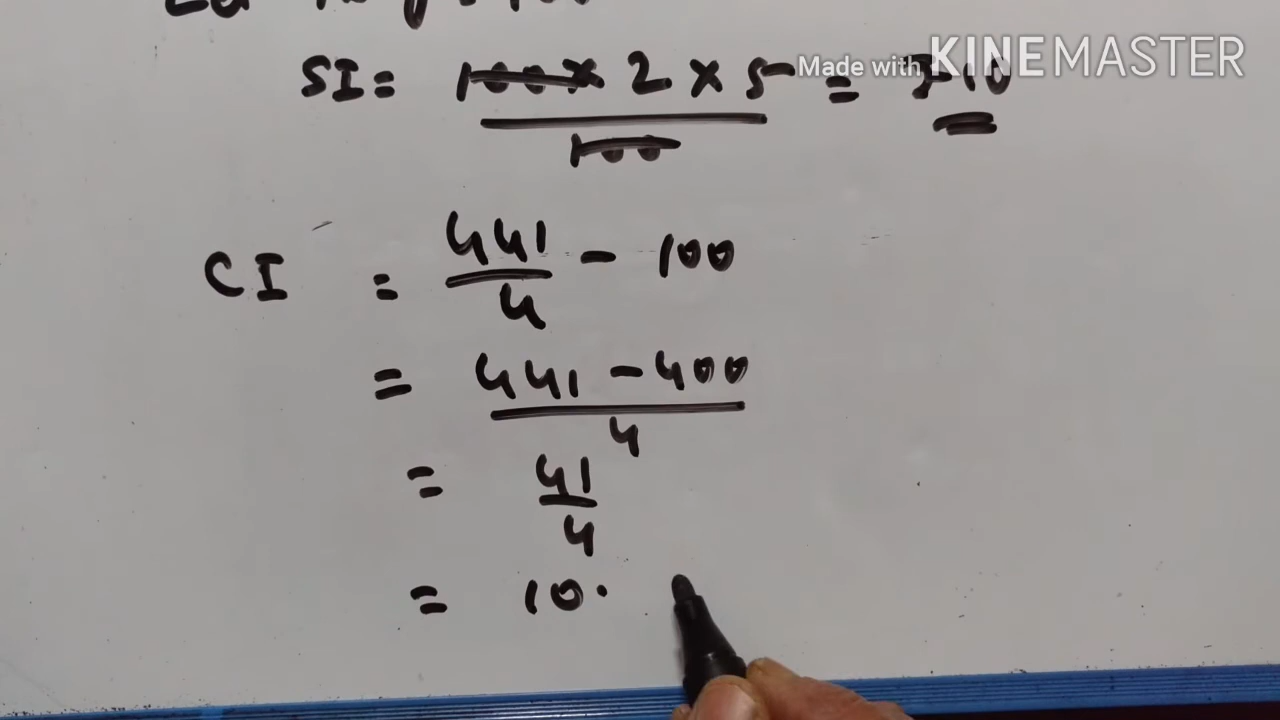 SI = 100 x 2 x 5 = ₹10
100
Made with KINEMASTER
CI = 441/4 - 100
= 441 - 400
4
= 41/4
= 10.